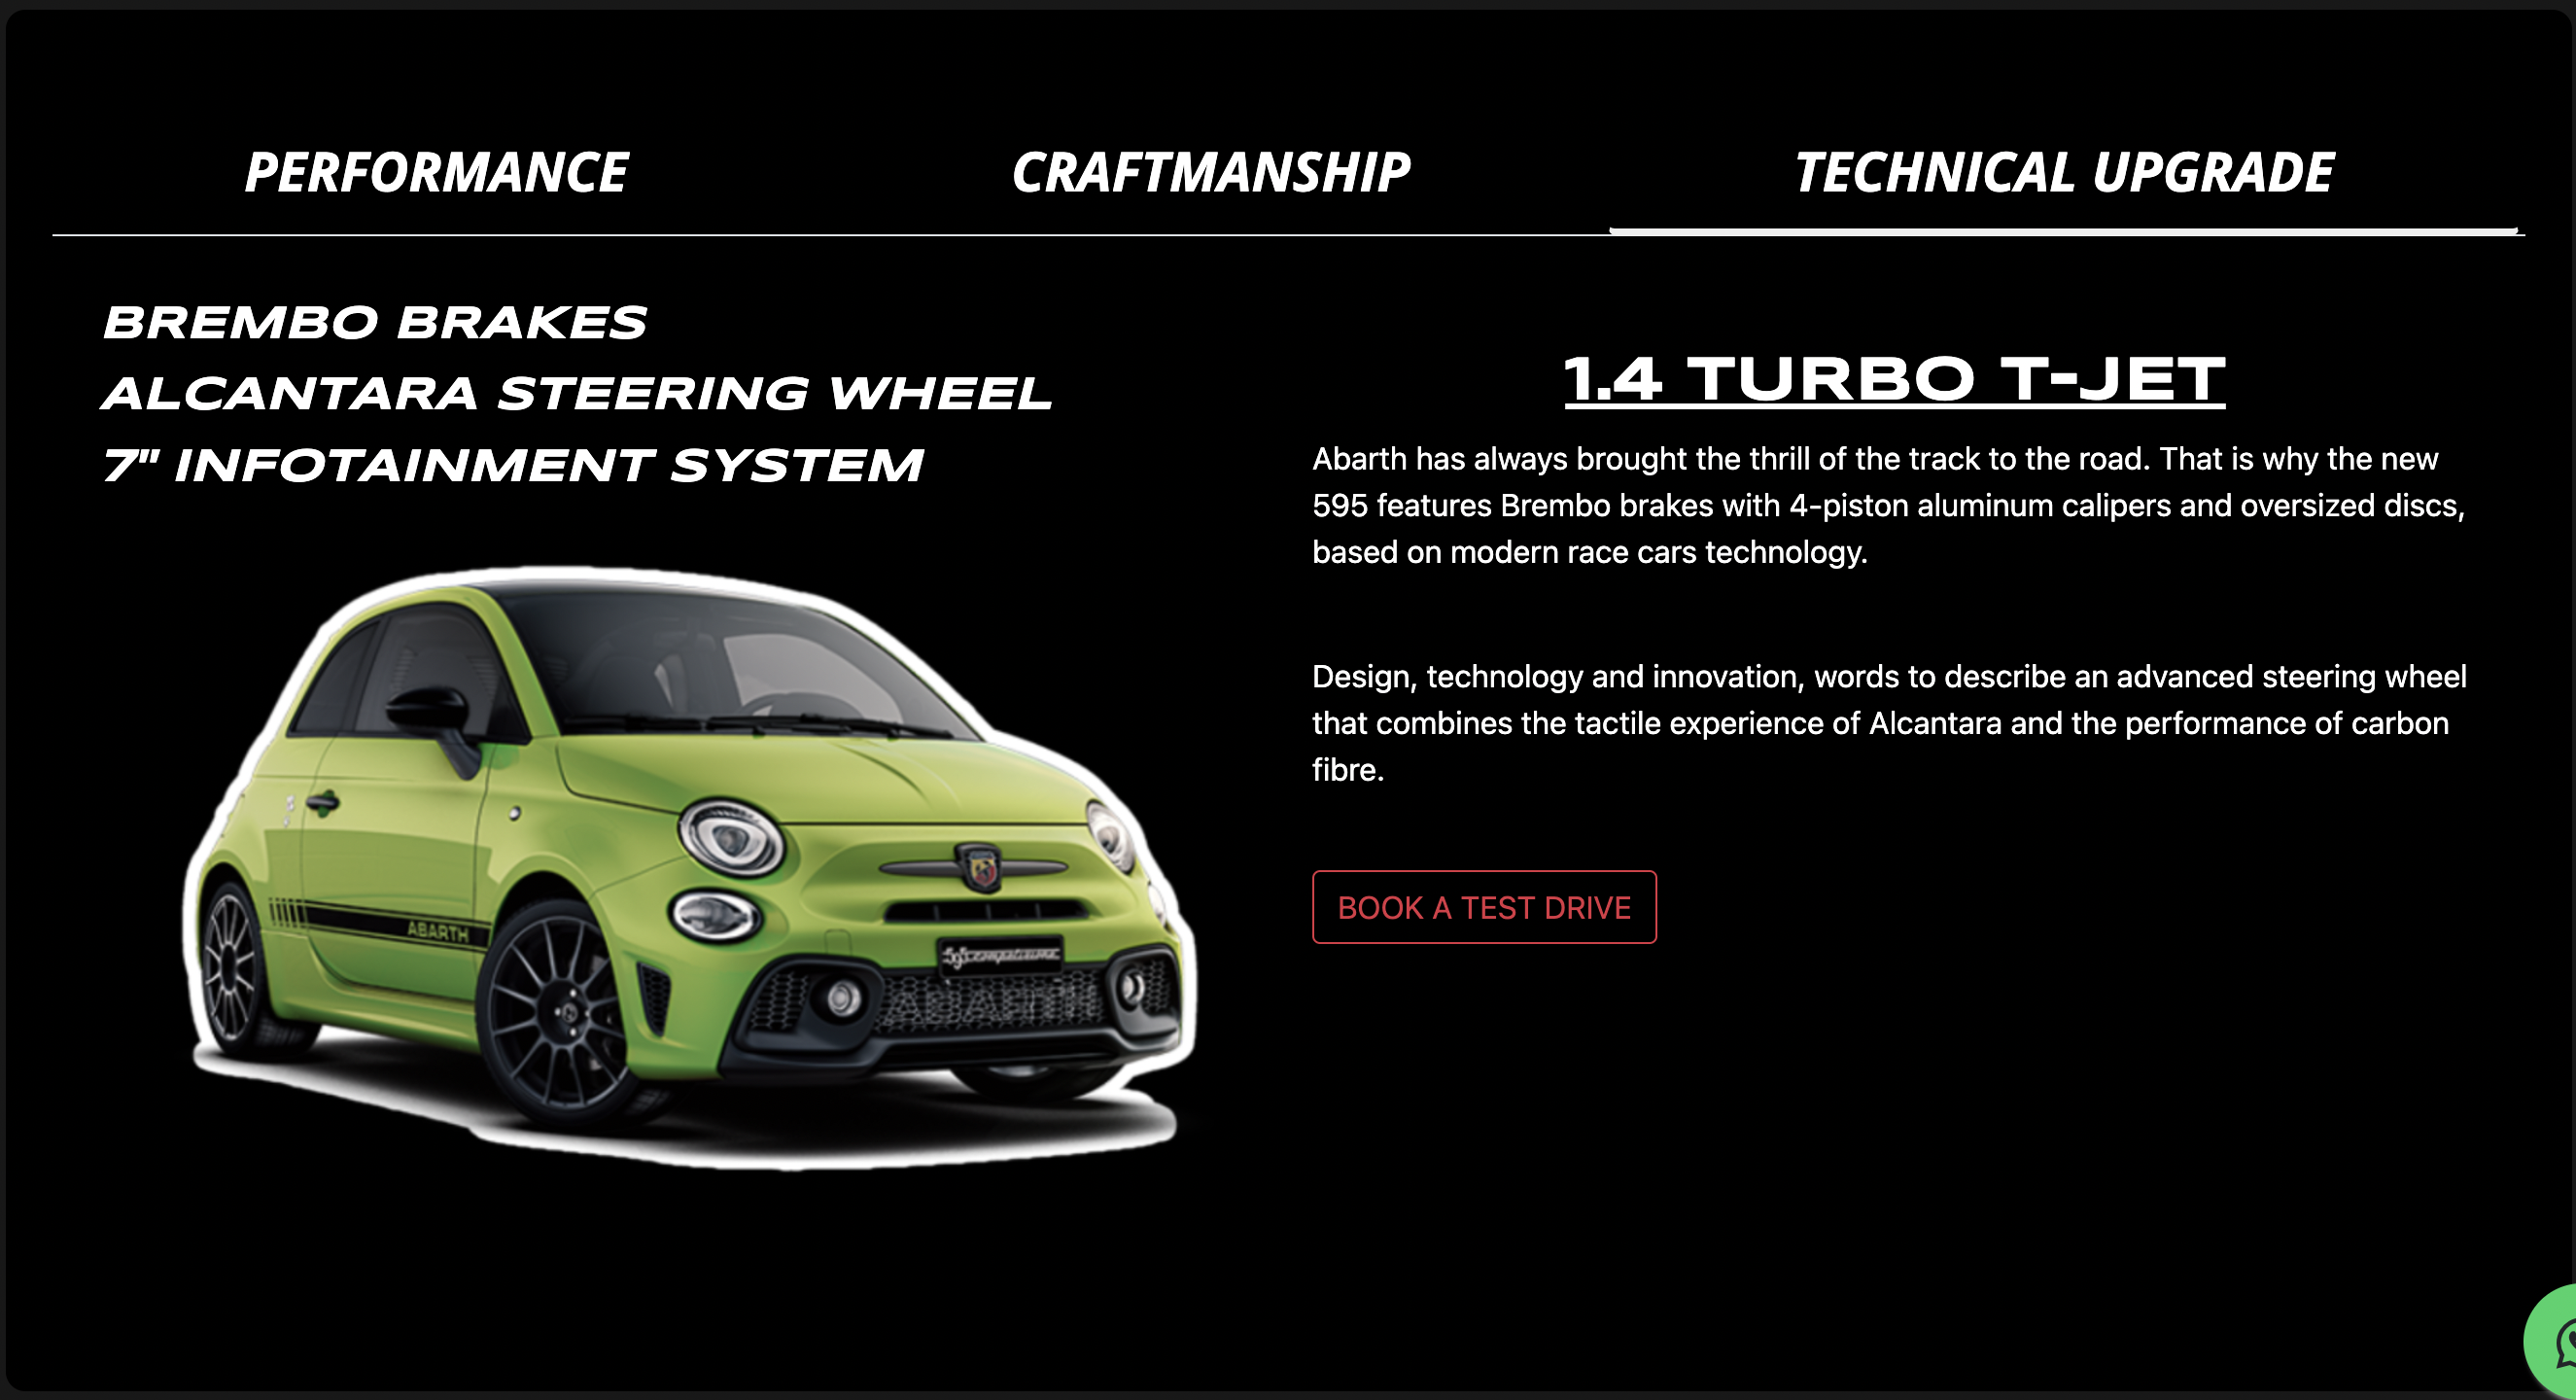 PERFORMANCE
CRAFTMANSHIP
TECHNICAL UPGRADE
BREMBO BRAKES
ALCANTARA STEERING WHEEL
7" INFOTAINMENT SYSTEM
1.4 TURBO T-JET
Abarth has always brought the thrill of the track to the road. That is why the new
595 features Brembo brakes with 4-piston aluminum calipers and oversized discs,
based on modern race cars technology.
Design, technology and innovation, words to describe an advanced steering wheel
that combines the tactile experience of Alcantara and the performance of carbon
fibre.
BOOK A TEST DRIVE
ABARTH
ABARTH